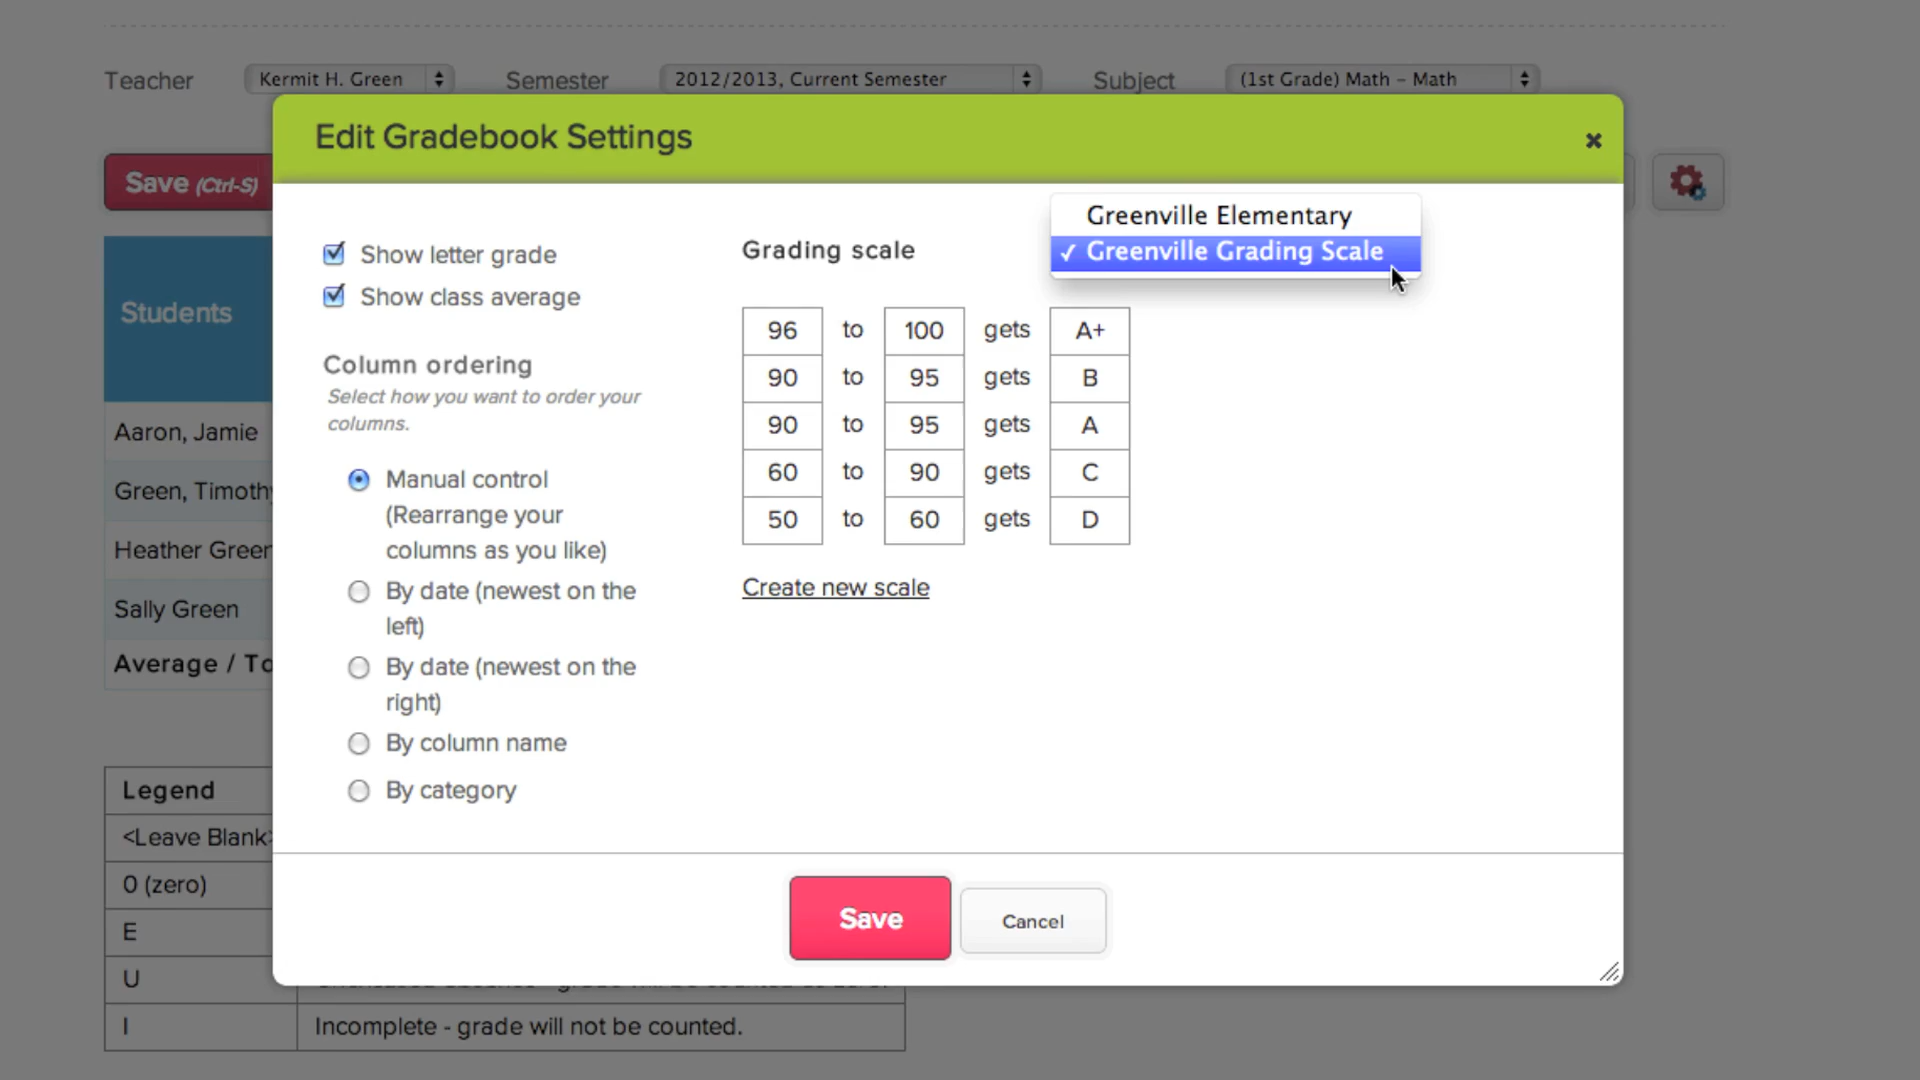 Teacher Kermit H. Green Semester 2012/2013, Current Semester Subject (1st Grade) Math – Math
Edit Gradebook Settings
Save (Ctrl-S)
Greenville Elementary
Show letter grade
Grading scale
✓ Greenville Grading Scale
Show class average
Students
96 to 100 gets A+
Column ordering
90 to 95 gets B
Select how you want to order your
columns.
90 to 95 gets A
Aaron, Jamie
Manual control
60 to 90 gets C
Green, Timothy
(Rearrange your
50 to 60 gets D
Heather Green
columns as you like)
By date (newest on the
left)
Create new scale
Sally Green
Average / To
By date (newest on the
right)
By column name
Legend
By category
<Leave Blank>
0 (zero)
E
Save Cancel
U
I Incomplete - grade will not be counted.